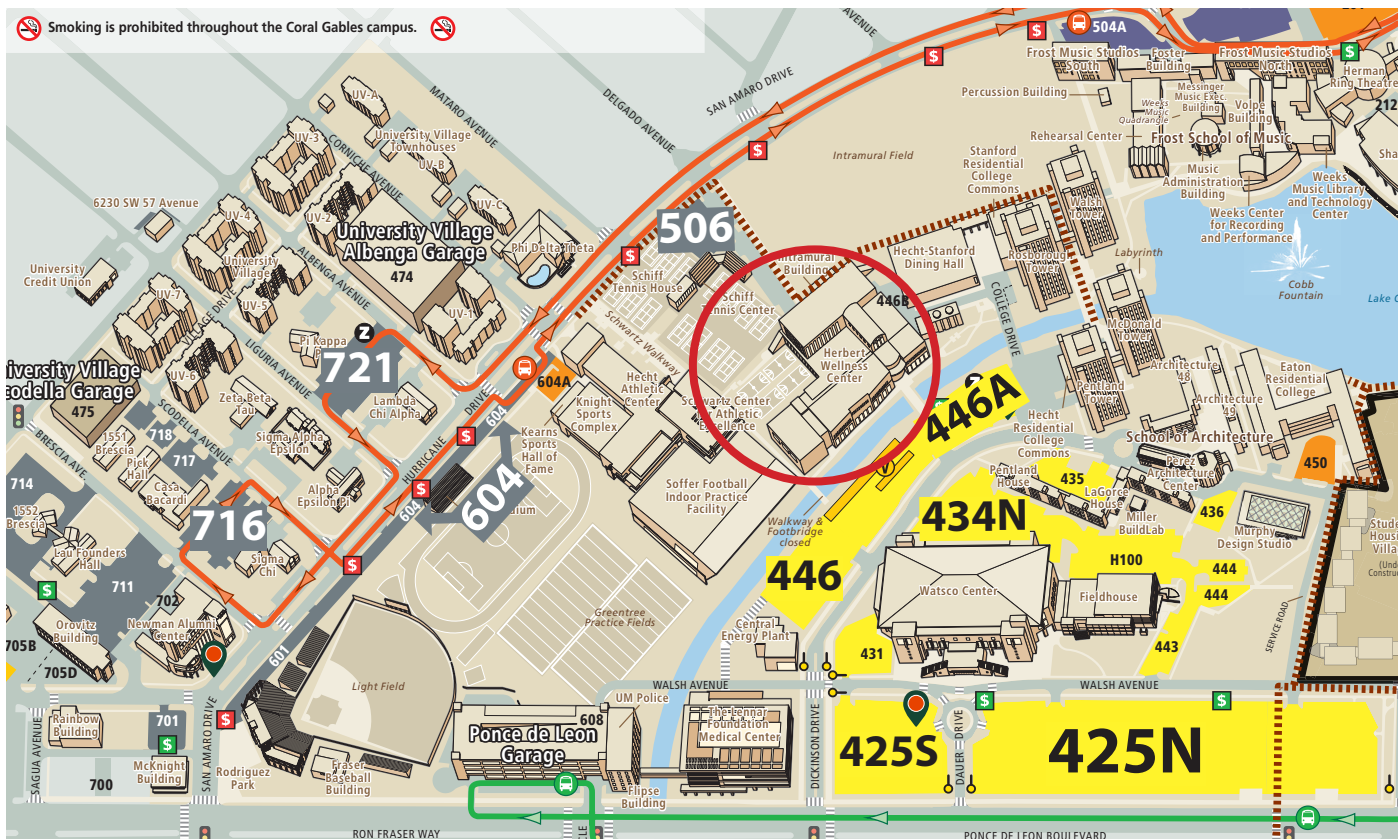 Smoking is prohibited throughout the Coral Gables campus.
AVENUE
504A
Frost Music Studios
South
Foster
Building
Frost Music Studios
North
Herman
Ring Theatre
212
Percussion Building
Weeks
Music
Quadrangle
Messinger
Music Exec.
Building
Volpe
Building
Rehearsal Center
Frost School of Music
Music
Administration
Building
Weeks
Music Library
and Technology
Center
Weeks Center
for Recording
and Performance
Cobb
Fountain
Labyrinth
SAN AMARO DRIVE
DELGADO AVENUE
MATARO AVENUE
CORNICHE AVENUE
Intramural Field
Stanford
Residential
College
Commons
Walsh
Tower
Rosborough
Tower
Hecht-Stanford
Dining Hall
Intramural
Building
446B
UV-A
UV-3
University Village
Townhouses
UV-B
UV-C
6230 SW 57 Avenue
UV-4
UV-2
University Village
Albenga Garage
474
Phi Delta Theta
506
University
Credit Union
University
Village
ALBENGA AVENUE
UV-7
VILLAGE DRIVE
UV-5
UV-1
Schiff
Tennis House
Schiff
Tennis Center
Schwartz Walkway
Herbert
Wellness
Center
COLLEGE DRIVE
McDonald
Tower
Pi Kappa
Z
721
LIGURIA AVENUE
UV-6
475
Zeta Beta
Tau
Lambda
Chi Alpha
604A
Hecht
Athletic
Center
Knight
Sports
Complex
Schwartz Center
for Athletic
Excellence
446A
Pentland
Tower
Architecture
48
Architecture
49
Eaton
Residential
College
SCODELLA AVENUE
BRESCIA AVE
718
717
1551
Brescia
Pick
Hall
Casa
Bacardi
Sigma Alpha
Epsilon
Alpha
Epsilon Pi
HURRICANE
DRIVE
604
604
604
Kearns
Sports
Hall of
Fame
Soffer Football
Indoor Practice
Facility
Hecht
Residential
College
Commons
School of Architecture
Perez
Architecture
Center
450
714
1552
Brescia
Lau Founders
Hall
716
Sigma
Chi
711
702
V
Walkway &
Footbridge
closed
Pentland
House
435
LaGorce
House
Miller
BuildLab
436
Murphy
Design Studio
434N
H100
444
444
446
Watsco Center
Fieldhouse
443
SERVICE ROAD
Orovitz
Building
Newman Alumni
Center
705B
705D
601
Greentree
Practice Fields
Light Field
Central
Energy Plant
431
WALSH AVENUE
WALSH AVENUE
Rainbow
Building
701
McKnight
Building
700
SAGUA AVENUE
SAN AMARO DRIVE
Rodriguez
Park
Fraser
Baseball
Building
UM Police
608
Ponce de Leon
Garage
Flipse
Building
The Lennar
Foundation
Medical Center
DICKINSON DRIVE
425S
DAUER DRIVE
425N
RON FRASER WAY
PONCE DE LEON BOULEVARD